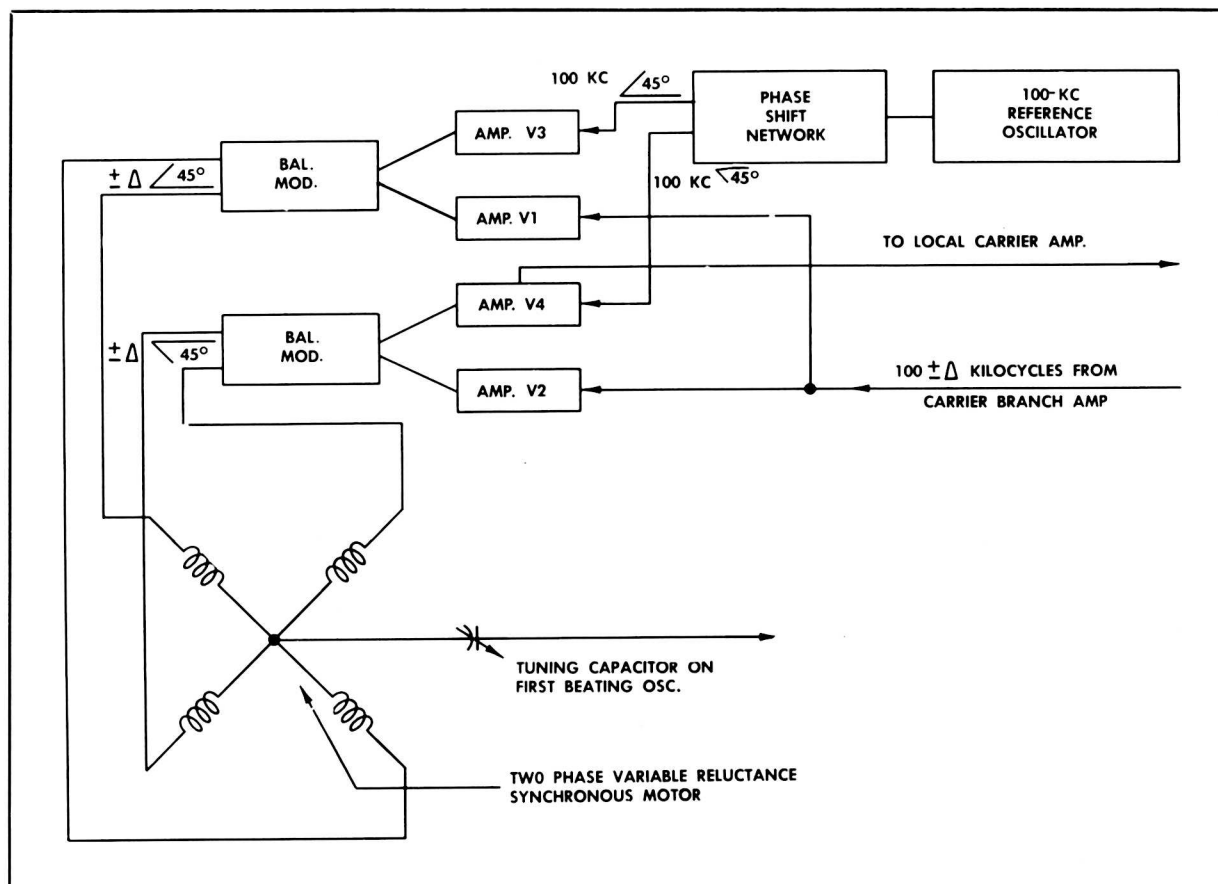 100 KC ∠45°
PHASE
SHIFT
NETWORK
100-KC
REFERENCE
OSCILLATOR
AMP. V3
BAL.
MOD.
± Δ ∠45°
100 KC 45°
AMP. V1
TO LOCAL CARRIER AMP.
AMP. V4
BAL.
MOD.
± Δ 45°
AMP. V2
100 ± Δ KILOCYCLES FROM
CARRIER BRANCH AMP
TUNING CAPACITOR ON
FIRST BEATING OSC.
TWO PHASE VARIABLE RELUCTANCE
SYNCHRONOUS MOTOR